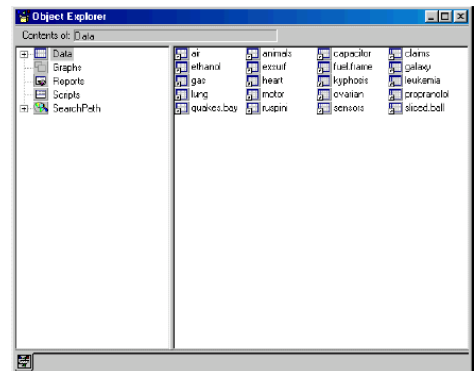 Object Explorer
Contents of: Data
Data
Graphs
Reports
Scripts
SearchPath
air animals capacitor claims
ethanol exsurf fuel.frame galaxy
gas heart kyphosis leukemia
lung motor ovarian propranolol
quakes.bay ruspini sensors sliced.ball